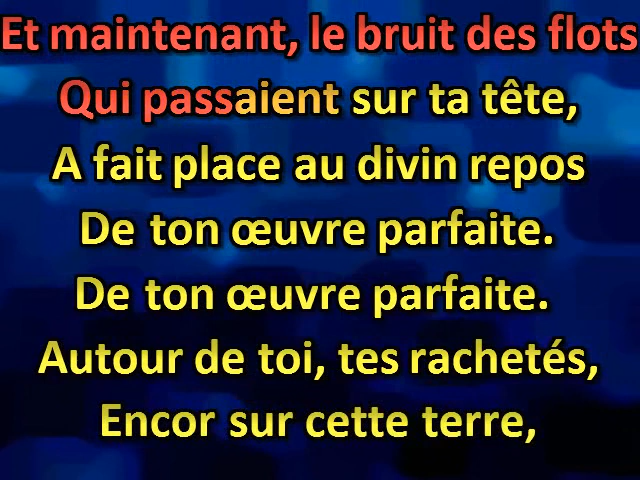 Et maintenant, le bruit des flots
Qui passaient sur ta tête,
A fait place au divin repos
De ton œuvre parfaite.
De ton œuvre parfaite.
Autour de toi, tes rachetés,
Encor sur cette terre,